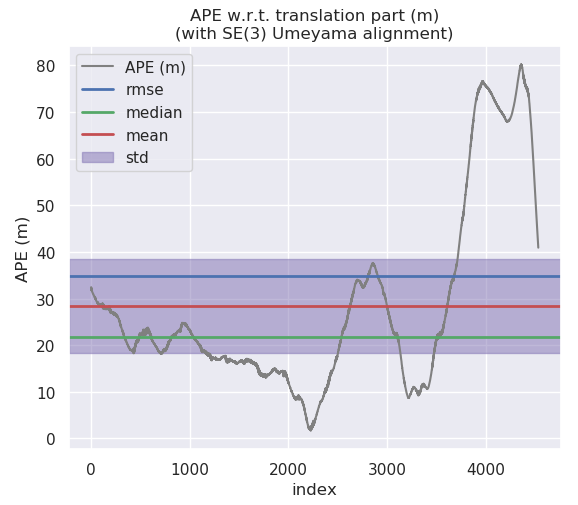 APE w.r.t. translation part (m)
(with SE(3) Umeyama alignment)
APE (m)
rmse
median
mean
std
APE (m)
80
70
60
50
40
30
20
10
0
0 1000 2000 3000 4000
index